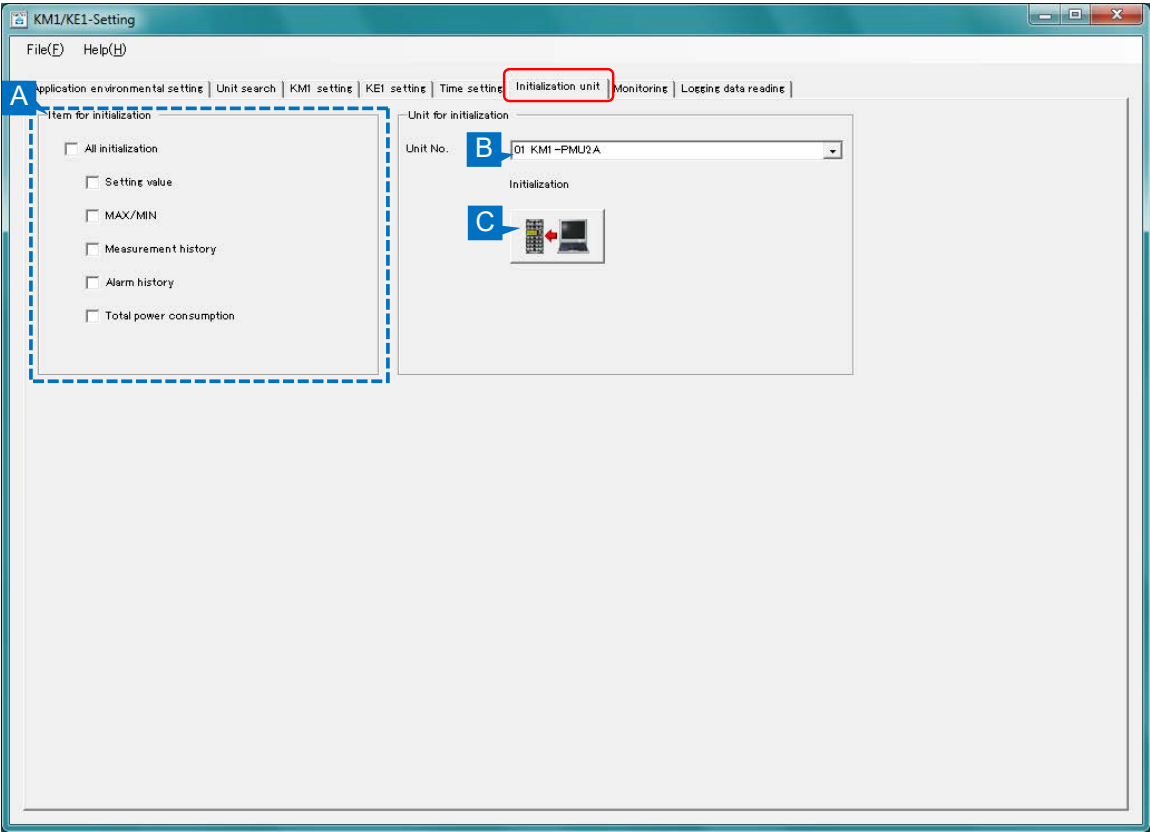 KM1/KE1-Setting
File(F) Help(H)
Application environmental setting Unit search KM1 setting KE1 setting Time setting Initialization unit Monitoring Logging data reading
A
Item for initialization
All initialization
Setting value
MAX/MIN
Measurement history
Alarm history
Total power consumption
Unit for initialization
Unit No. B 01 KM1-PMU2A
Initialization
C